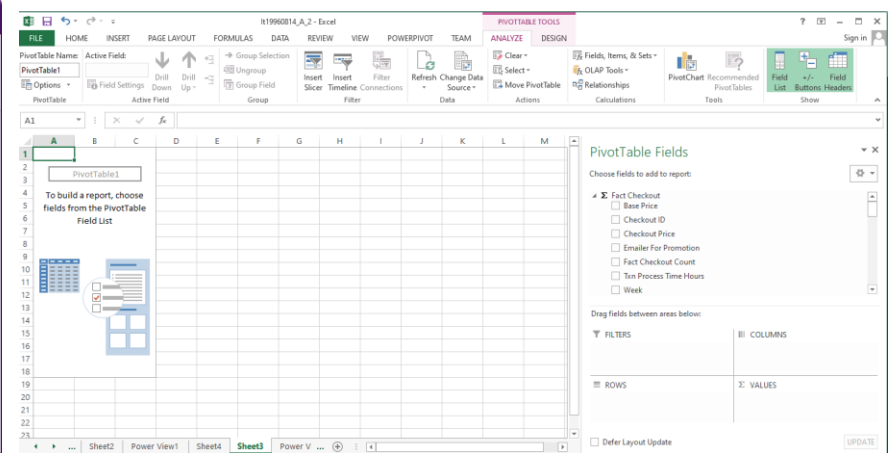 It19960814_A_2 - Excel
PIVOTTABLE TOOLS
Sign in
FILE HOME INSERT PAGE LAYOUT FORMULAS DATA REVIEW VIEW POWERPIVOT TEAM ANALYZE DESIGN
PivotTable Name:
PivotTable1
Options
PivotTable
Active Field:
Field Settings
Drill Down
Drill Up
Active Field
Group Selection
Ungroup
Group Field
Group
Insert Slicer
Insert Timeline
Filter Connections
Filter
Refresh
Change Data Source
Data
Clear
Select
Move PivotTable
Actions
Fields, Items, & Sets
OLAP Tools
Relationships
Calculations
PivotChart
Recommended PivotTables
Tools
Field List
+/- Buttons
Field Headers
Show
A1
fx
A B C D E F G H I J K L M
1
2
3
4
5
6
7
8
9
10
11
12
13
14
15
16
17
18
19
20
21
22
23
PivotTable1
To build a report, choose
fields from the PivotTable
Field List
PivotTable Fields
Choose fields to add to report:
Σ Fact Checkout
Base Price
Checkout ID
Checkout Price
Emailer For Promotion
Fact Checkout Count
Txn Process Time Hours
Week
Drag fields between areas below:
FILTERS
COLUMNS
ROWS
Σ VALUES
Defer Layout Update
UPDATE
... Sheet2 Power View1 Sheet4 Sheet3 Power V ...